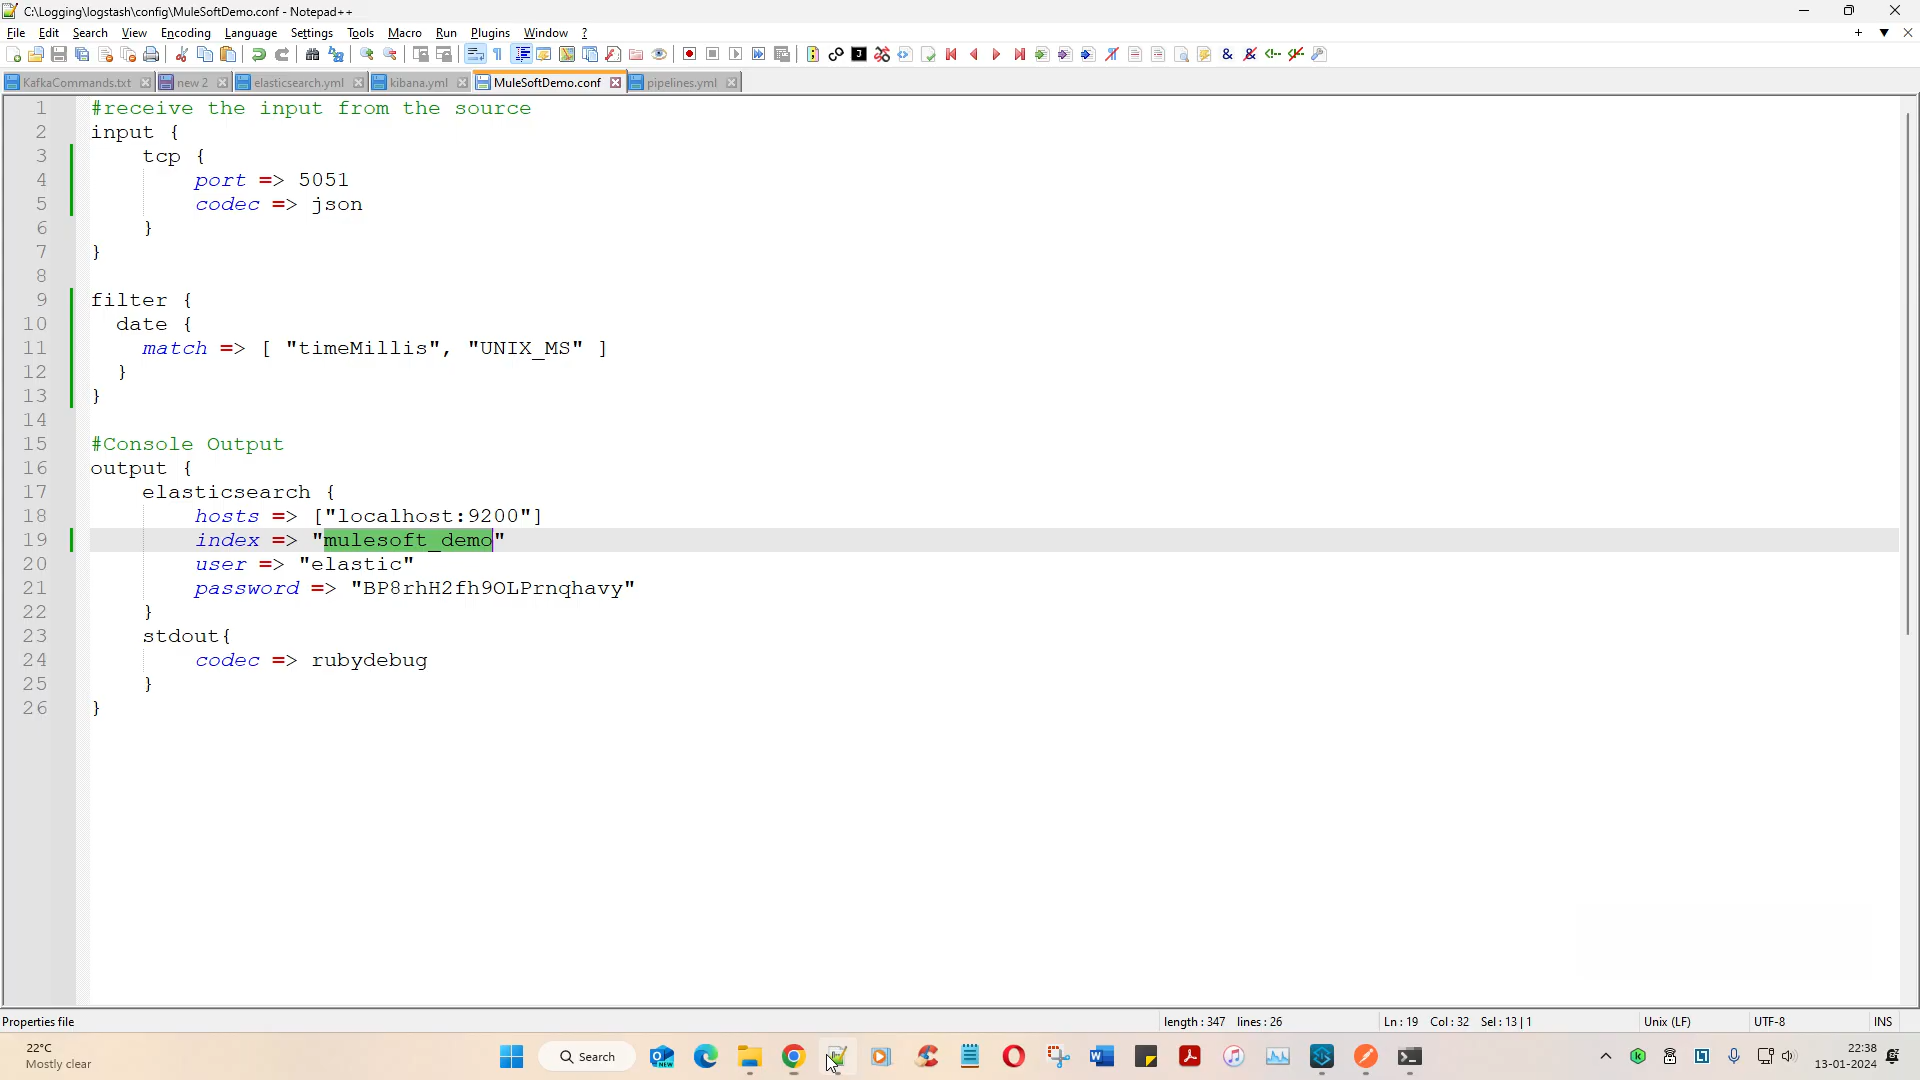 C:\Logging\logstash\config\MuleSoftDemo.conf - Notepad++
File Edit Search View Encoding Language Settings Tools Macro Run Plugins Window ?
KafkaCommands.txt new 2 elasticsearch.yml kibana.yml MuleSoftDemo.conf pipelines.yml
1 #receive the input from the source
2 input {
3 tcp {
4 port => 5051
5 codec => json
6 }
7 }
8
9 filter {
10 date {
11 match => [ "timeMillis", "UNIX_MS" ]
12 }
13 }
14
15 #Console Output
16 output {
17 elasticsearch {
18 hosts => ["localhost:9200"]
19 index => "mulesoft_demo"
20 user => "elastic"
21 password => "BP8rhH2fh9OLPrnqhavy"
22 }
23 stdout{
24 codec => rubydebug
25 }
26 }
Properties file length : 347 lines : 26 Ln : 19 Col : 32 Sel : 13 | 1 Unix (LF) UTF-8 INS
22°C
Mostly clear
Search
22:38
13-01-2024